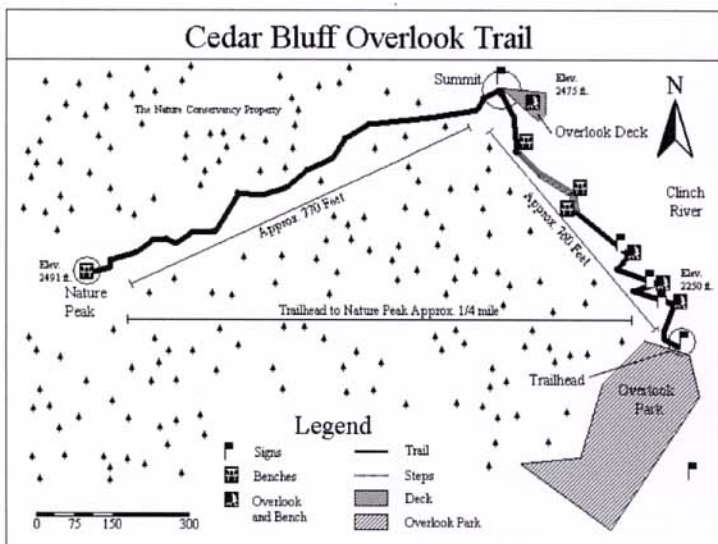 Cedar Bluff Overlook Trail
Summit
Elev.
2475 ft.
N
The Nature Conservancy Property
Overlook Deck
Clinch
River
Approx. 770 Feet
Approx. 760 Feet
Elev.
2491 ft.
Nature
Peak
Elev.
2250 ft.
Trailhead to Nature Peak Approx. 1/4 mile
Trailhead
Overlook
Park
Legend
Signs
Benches
Overlook
and Bench
Trail
Steps
Deck
Overlook Park
0 75 150 300